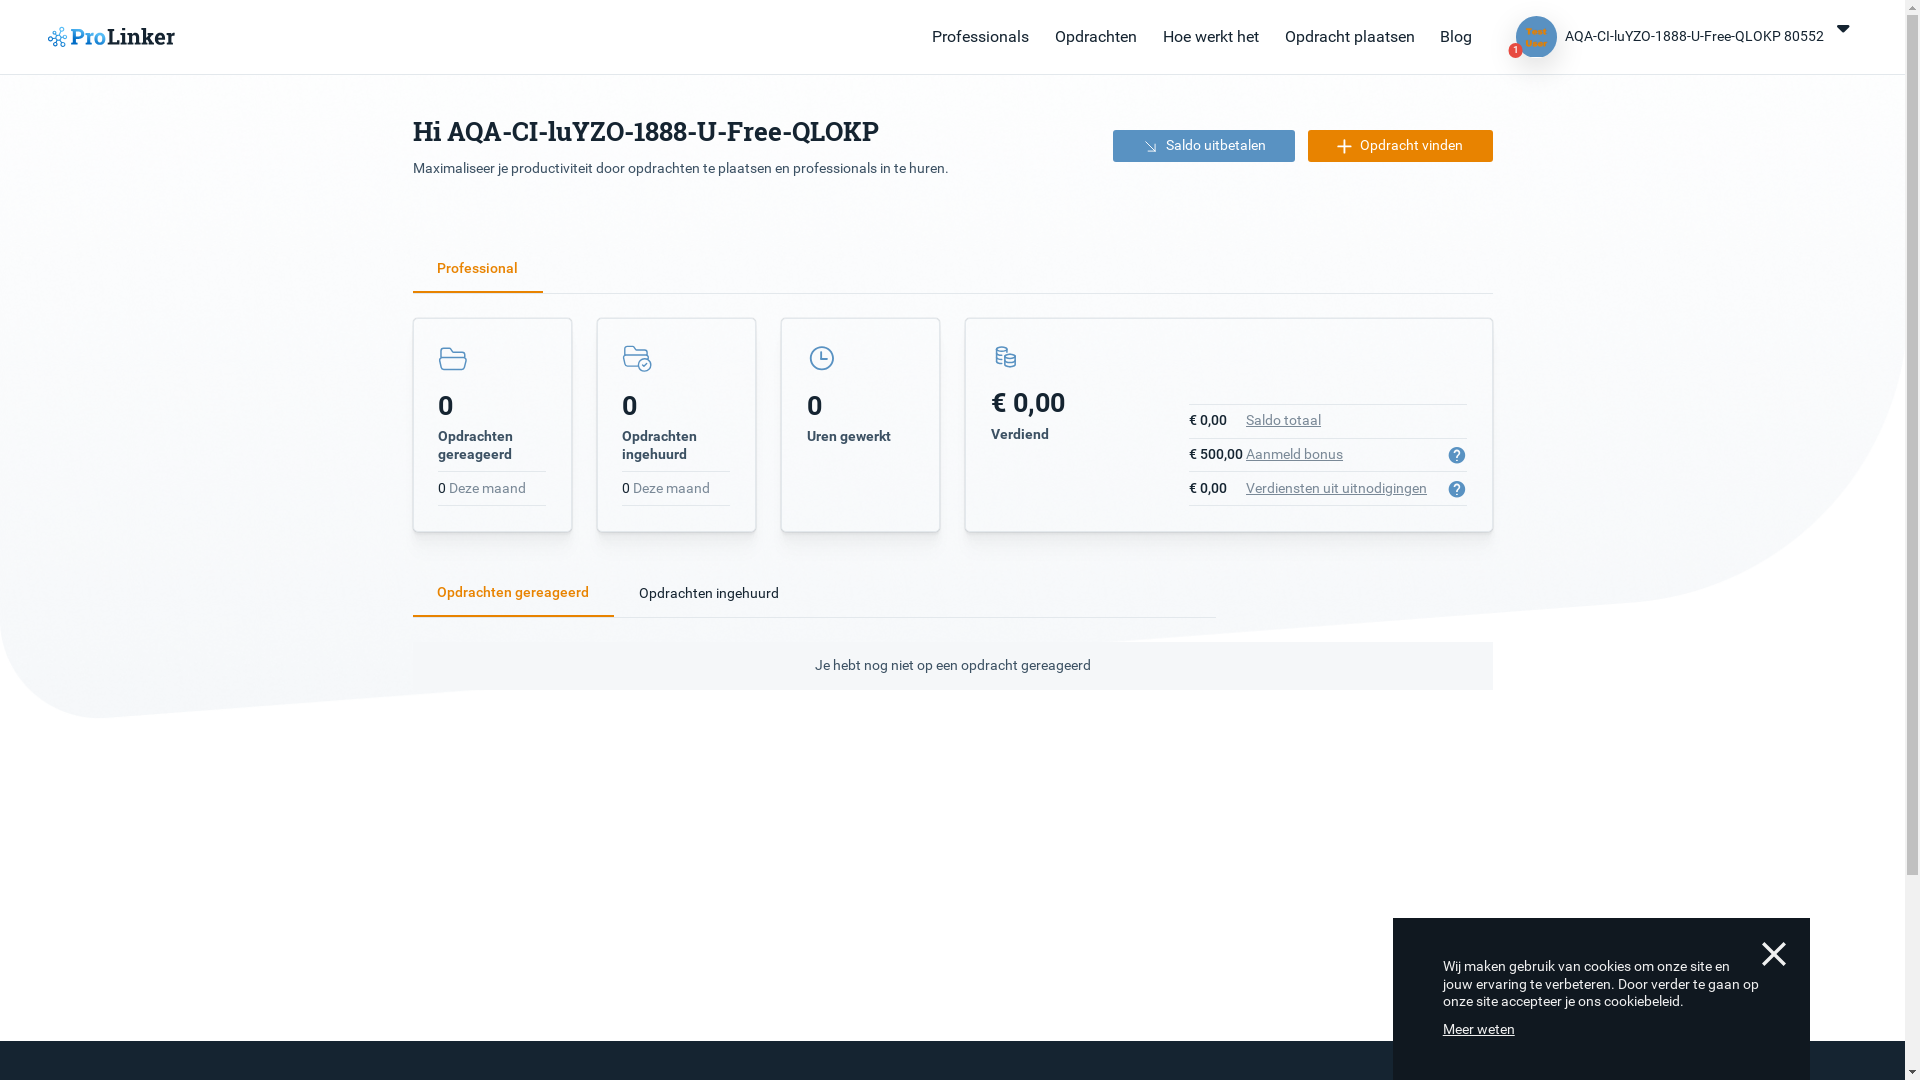 ProLinker
Professionals
Opdrachten
Hoe werkt het
Opdracht plaatsen
Blog
1
AQA-CI-luYZO-1888-U-Free-QLOKP 80552
Hi AQA-CI-luYZO-1888-U-Free-QLOKP
Maximaliseer je productiviteit door opdrachten te plaatsen en professionals in te huren.
Saldo uitbetalen
Opdracht vinden
Professional
0
Opdrachten
gereageerd
0 Deze maand
0
Opdrachten
ingehuurd
0 Deze maand
0
Uren gewerkt
€ 0,00
Verdiend
€ 0,00 Saldo totaal
€ 500,00 Aanmeld bonus
€ 0,00 Verdiensten uit uitnodigingen
Opdrachten gereageerd
Opdrachten ingehuurd
Je hebt nog niet op een opdracht gereageerd
Wij maken gebruik van cookies om onze site en
jouw ervaring te verbeteren. Door verder te gaan op
onze site accepteer je ons cookiebeleid.
Meer weten